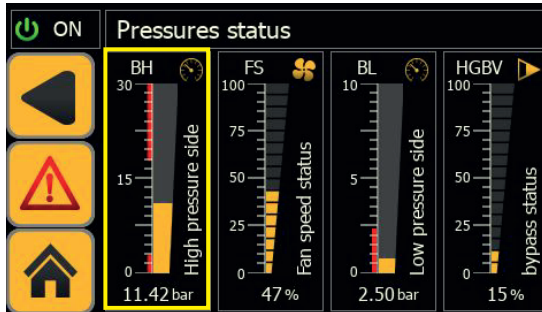 ON
Pressures status
BH
30
15
0
High pressure side
11.42 bar
FS
100
75
50
25
0
Fan speed status
47 %
BL
10
5
0
Low pressure side
2.50 bar
HGBV
100
75
50
25
0
bypass status
15 %